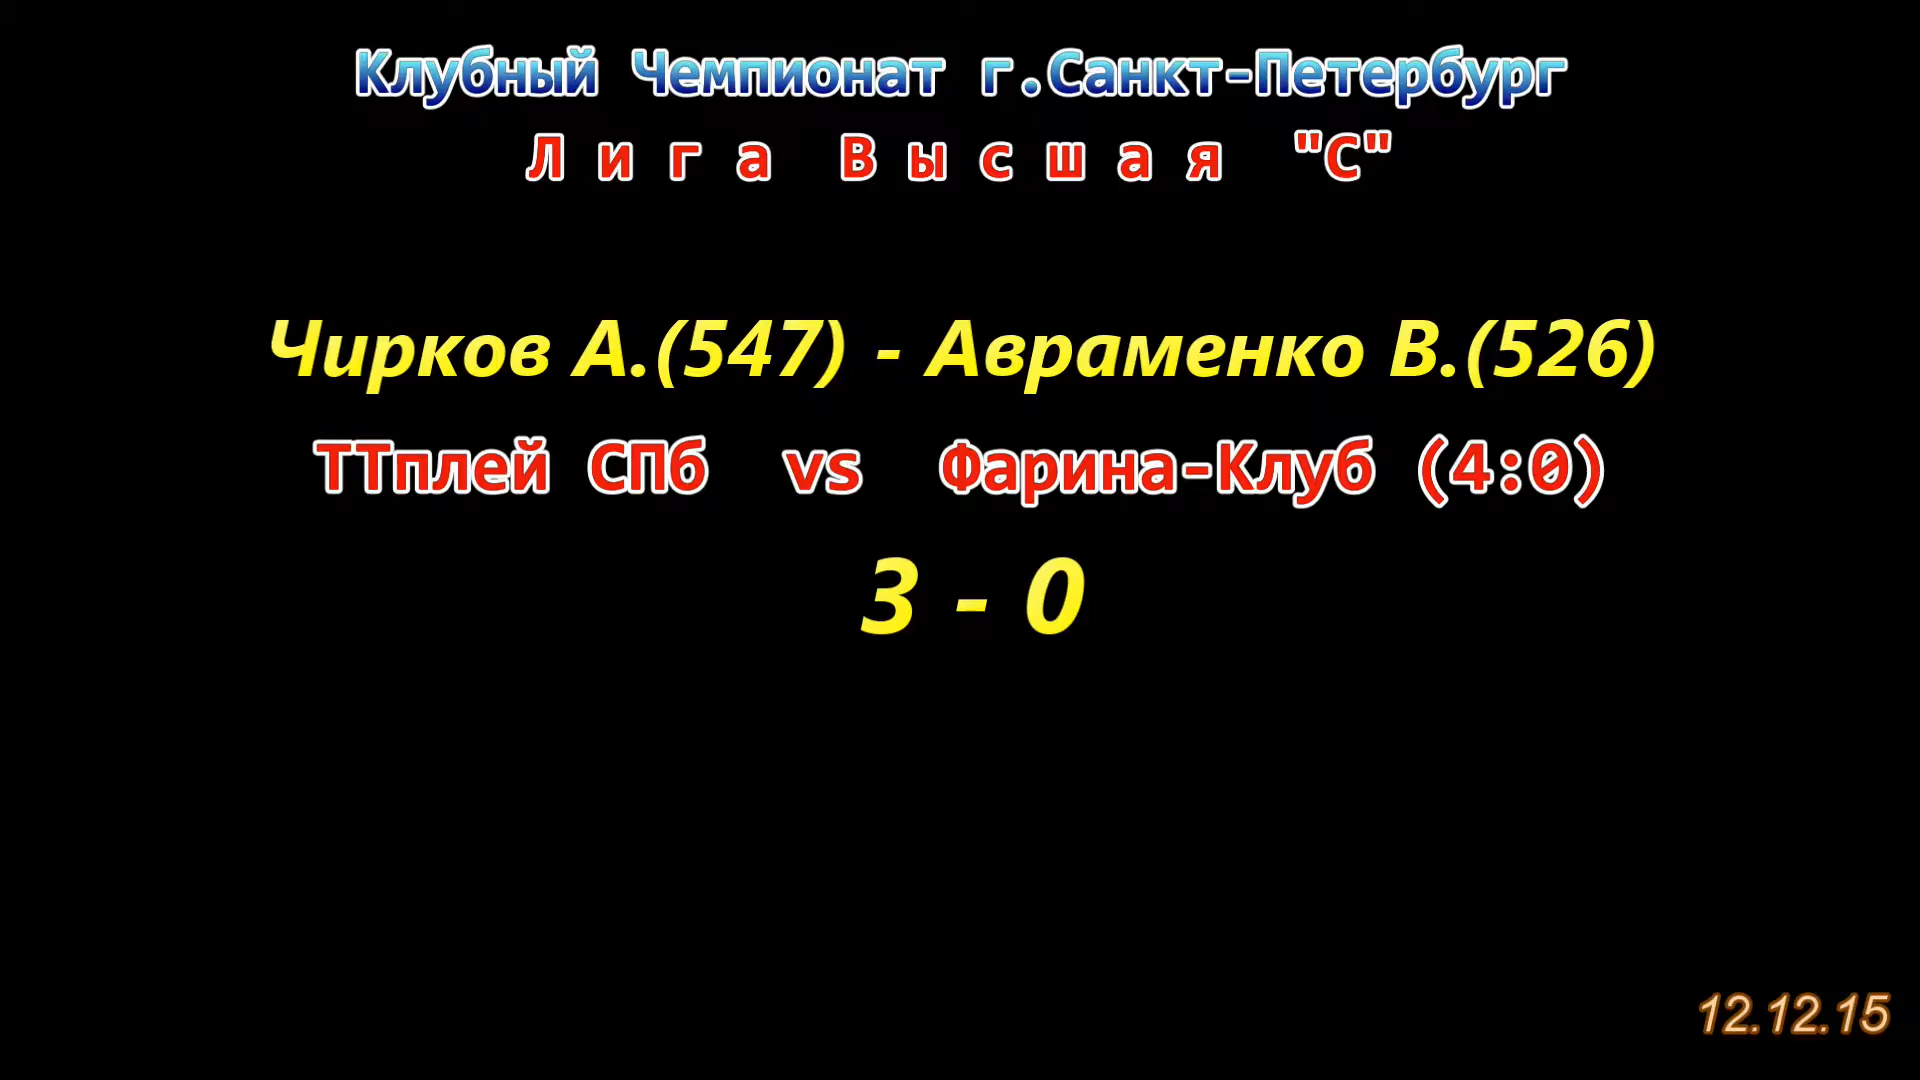 Клубный Чемпионат г.Санкт-Петербург
Л и г а В ы с ш а я "С"
Чирков А.(547) - Авраменко В.(526)
ТТплей СПб vs Фарина-Клуб (4:0)
3 - 0
12.12.15